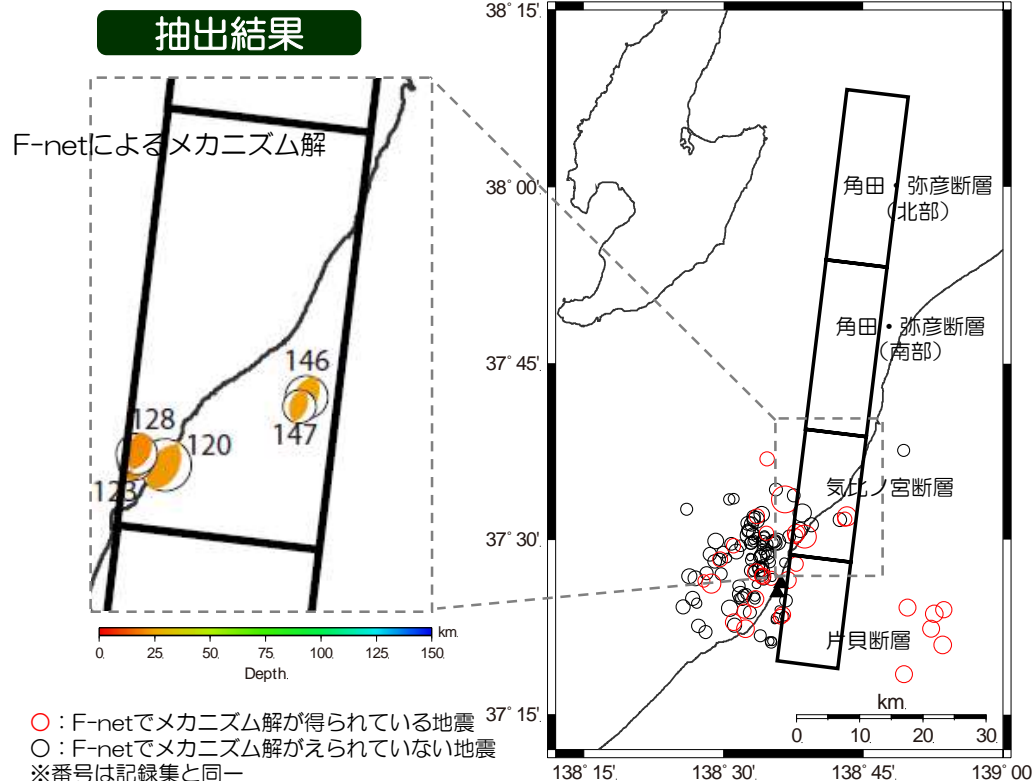 抽出結果
F-netによるメカニズム解
146
147
128
120
123
0.
25.
50.
75.
100.
125.
150.
km.
Depth.
○：F-netでメカニズム解が得られている地震
○：F-netでメカニズム解がえられていない地震
※番号は記録集と同一
38° 15.
38° 00'
37° 45.
37° 30.
37° 15.
角田・弥彦断層
（北部）
角田・弥彦断層
（南部）
気比ノ宮断層
片貝断層
km.
0.
10.
20.
30.
138° 15.
138° 30.
138° 45.
139° 00